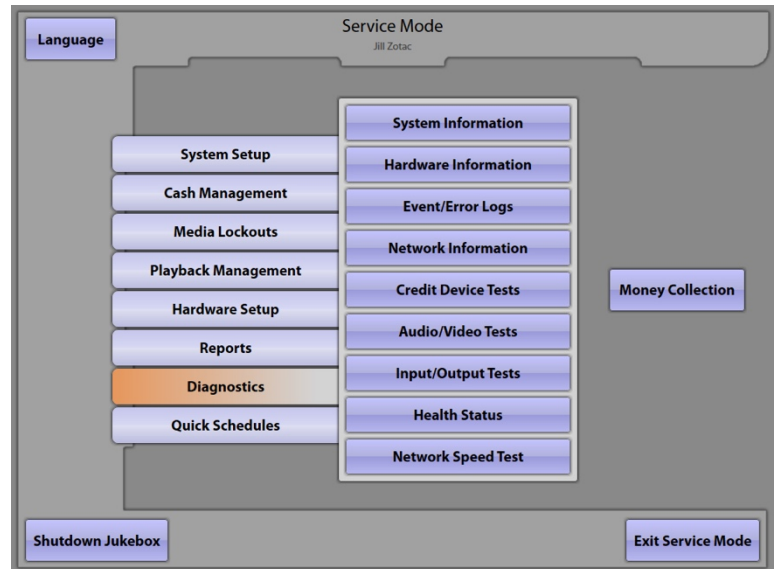 Language
Service Mode
Jill Zotac
System Setup
Cash Management
Media Lockouts
Playback Management
Hardware Setup
Reports
Diagnostics
Quick Schedules
System Information
Hardware Information
Event/Error Logs
Network Information
Credit Device Tests
Audio/Video Tests
Input/Output Tests
Health Status
Network Speed Test
Money Collection
Shutdown Jukebox
Exit Service Mode